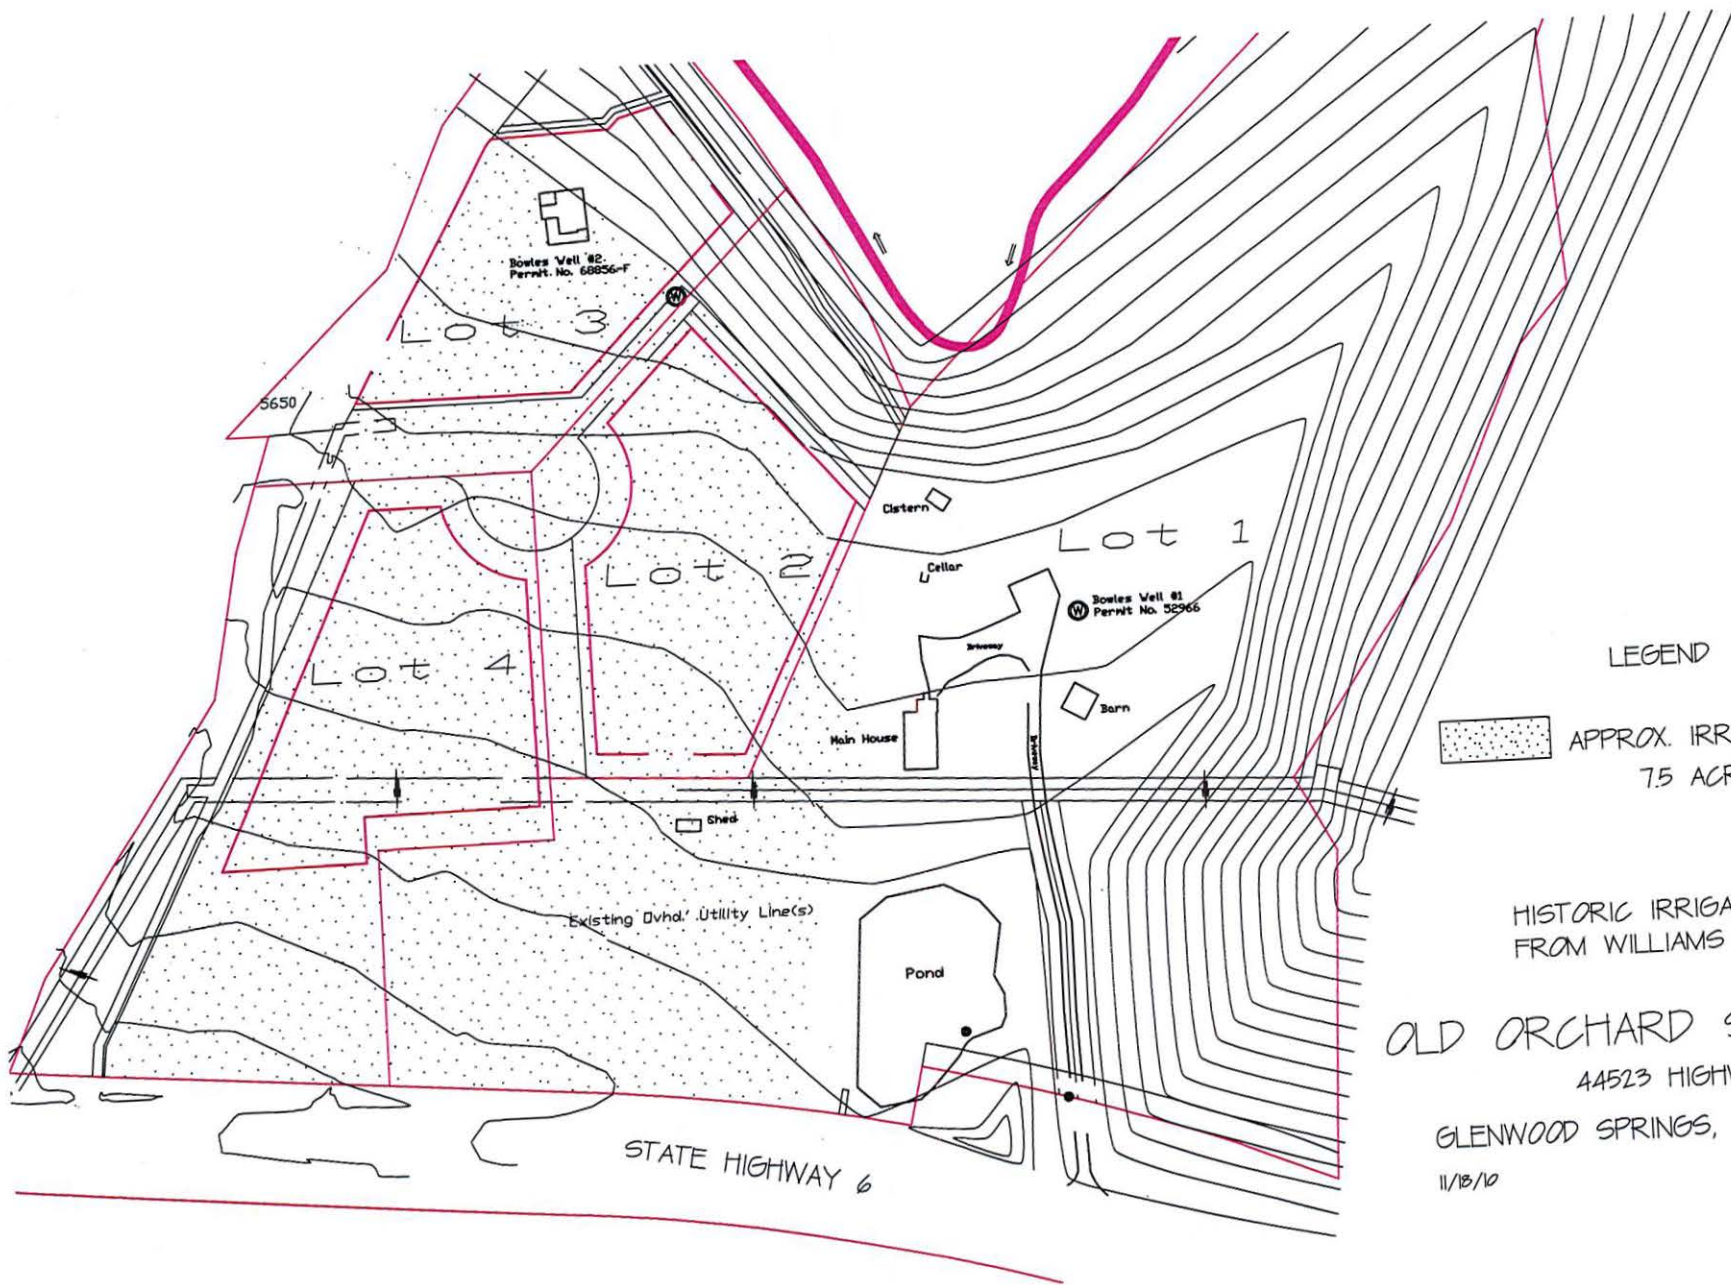 Bowles Well #2
Permit. No. 68856-F
Lot 3
5650
Cistern
Lot 1
Cellar
Lot 2
Bowles Well #1
Permit No. 52966
W
W
Driveway
Lot 4
Barn
Main House
Driveway
Shed
Existing Ovhd. Utility Line(s)
Pond
STATE HIGHWAY 6
LEGEND
APPROX. IRR
7.5 ACR
HISTORIC IRRIGA
FROM WILLIAMS
OLD ORCHARD S
44523 HIGHW
GLENWOOD SPRINGS,
11/18/10